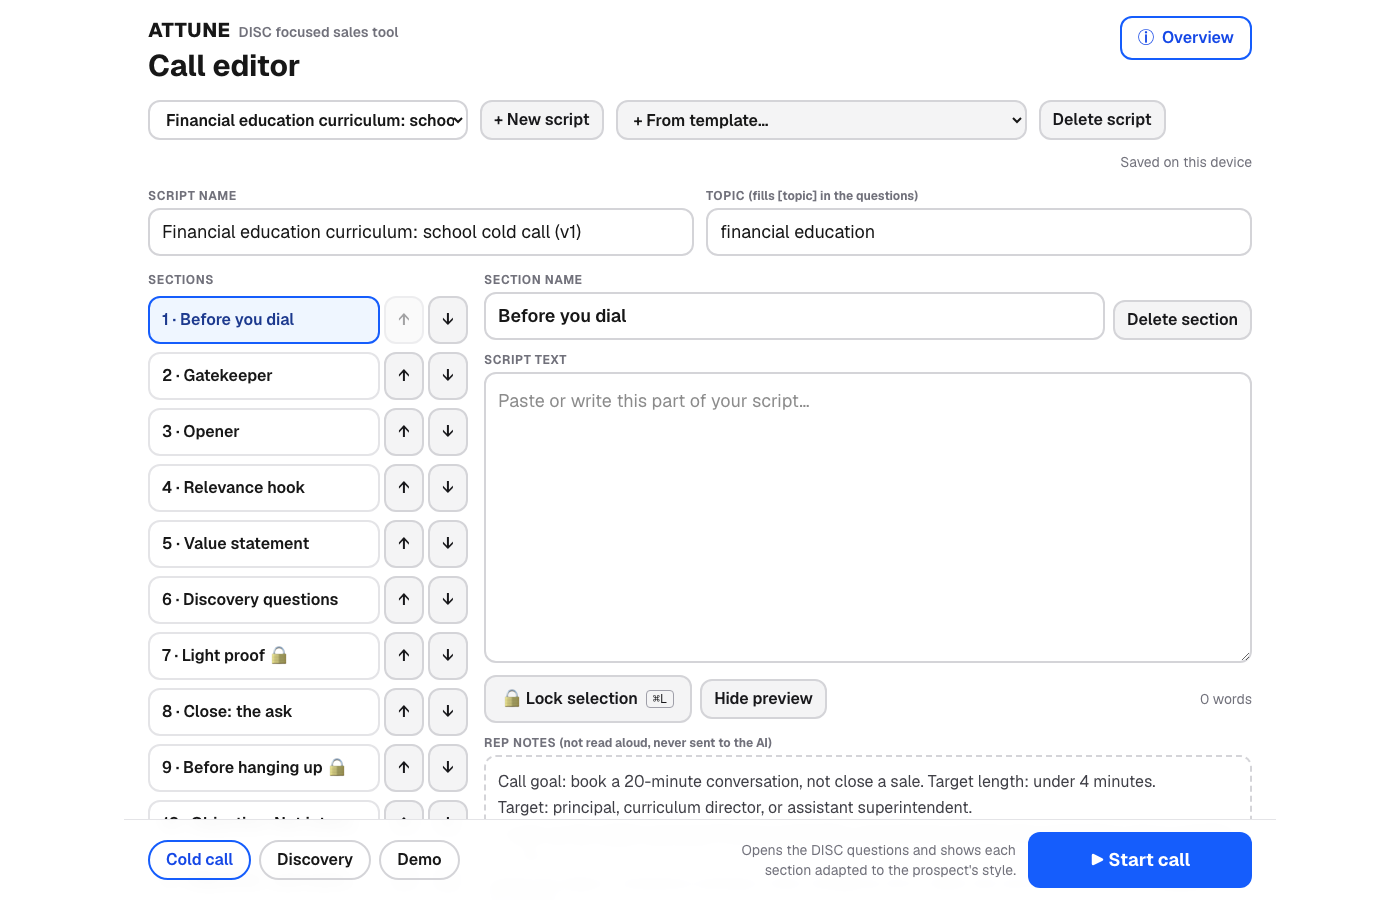 ATTUNE DISC focused sales tool
Call editor
ⓘ Overview
Financial education curriculum: schoo
+ New script
+ From template...
Delete script
Saved on this device
SCRIPT NAME
TOPIC (fills [topic] in the questions)
Financial education curriculum: school cold call (v1)
financial education
SECTIONS
SECTION NAME
1 · Before you dial
↑
↓
Before you dial
Delete section
SCRIPT TEXT
Paste or write this part of your script...
2 · Gatekeeper
↑
↓
3 · Opener
↑
↓
4 · Relevance hook
↑
↓
5 · Value statement
↑
↓
6 · Discovery questions
↑
↓
7 · Light proof 🔒
↑
↓
8 · Close: the ask
↑
↓
9 · Before hanging up 🔒
↑
↓
🔒 Lock selection ⌘L
Hide preview
0 words
REP NOTES (not read aloud, never sent to the AI)
Call goal: book a 20-minute conversation, not close a sale. Target length: under 4 minutes.
Target: principal, curriculum director, or assistant superintendent.
Cold call
Discovery
Demo
Opens the DISC questions and shows each
section adapted to the prospect's style.
▶ Start call